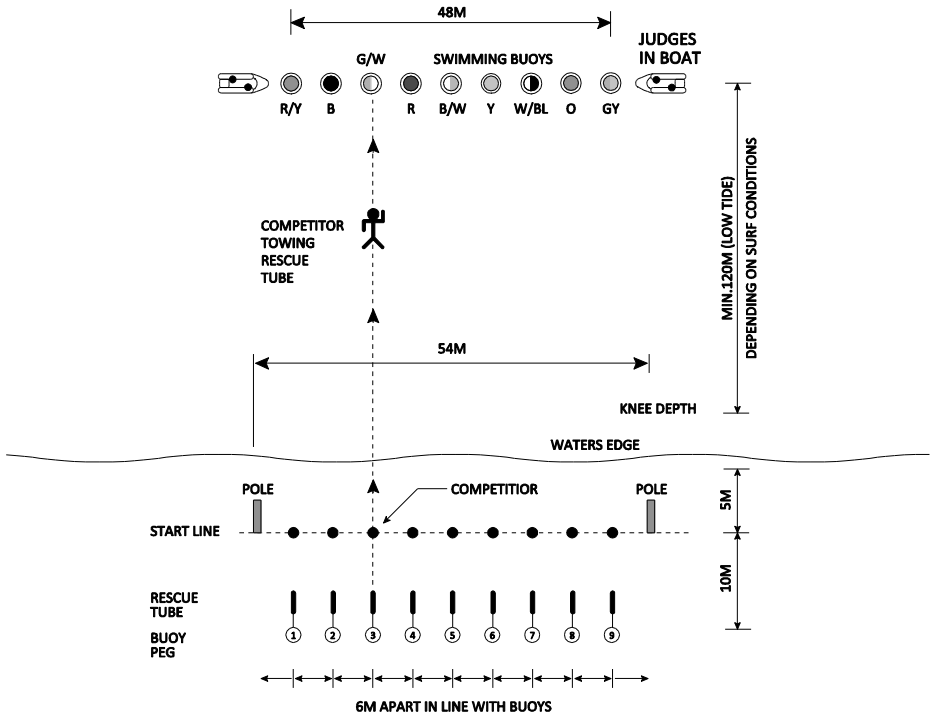 48M
JUDGES
IN BOAT
G/W
SWIMMING BUOYS
R/Y B R B/W Y W/BL O GY
COMPETITOR
TOWING
RESCUE
TUBE
MIN.120M (LOW TIDE)
DEPENDING ON SURF CONDITIONS
54M
KNEE DEPTH
WATERS EDGE
POLE
COMPETITIOR
POLE
5M
START LINE
10M
RESCUE
TUBE
BUOY
PEG
1 2 3 4 5 6 7 8 9
6M APART IN LINE WITH BUOYS